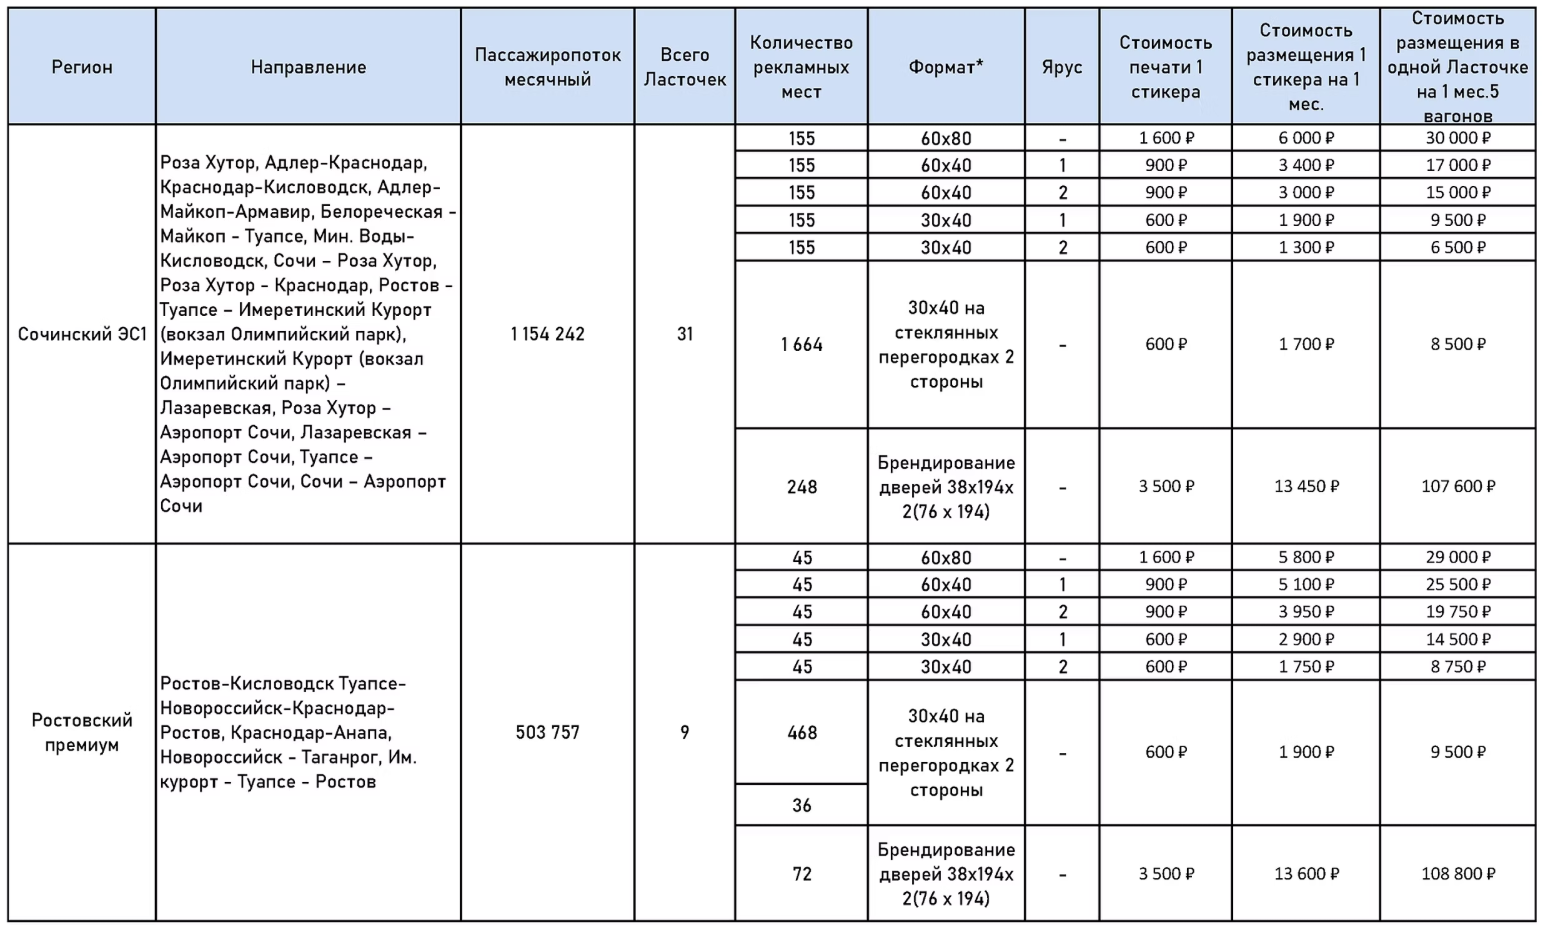 Регион
Направление
Пассажиропоток
месячный
Всего
Ласточек
Количество
рекламных
мест
Формат*
Ярус
Стоимость
печати 1
стикера
Стоимость
размещения 1
стикера на 1
мес.
Стоимость
размещения в
одной Ласточке
на 1 мес.5
вагонов
Сочинский ЭС1
Роза Хутор, Адлер-Краснодар,
Краснодар-Кисловодск, Адлер-
Майкоп-Армавир, Белореческая -
Майкоп - Туапсе, Мин. Воды-
Кисловодск, Сочи – Роза Хутор,
Роза Хутор - Краснодар, Ростов -
Туапсе – Имеретинский Курорт
(вокзал Олимпийский парк),
Имеретинский Курорт (вокзал
Олимпийский парк) –
Лазаревская, Роза Хутор –
Аэропорт Сочи, Лазаревская –
Аэропорт Сочи, Туапсе –
Аэропорт Сочи, Сочи – Аэропорт
Сочи
1 154 242
31
155 60x80 - 1 600 ₽ 6 000 ₽ 30 000 ₽
155 60x40 1 900 ₽ 3 400 ₽ 17 000 ₽
155 60x40 2 900 ₽ 3 000 ₽ 15 000 ₽
155 30x40 1 600 ₽ 1 900 ₽ 9 500 ₽
155 30x40 2 600 ₽ 1 300 ₽ 6 500 ₽
1 664
30x40 на
стеклянных
перегородках 2
стороны
- 600 ₽ 1 700 ₽ 8 500 ₽
248
Брендирование
дверей 38x194x
2(76 x 194)
- 3 500 ₽ 13 450 ₽ 107 600 ₽
Ростовский
премиум
Ростов-Кисловодск Туапсе-
Новороссийск-Краснодар-
Ростов, Краснодар-Анапа,
Новороссийск - Таганрог, Им.
курорт - Туапсе - Ростов
503 757
9
45 60x80 - 1 600 ₽ 5 800 ₽ 29 000 ₽
45 60x40 1 900 ₽ 5 100 ₽ 25 500 ₽
45 60x40 2 900 ₽ 3 950 ₽ 19 750 ₽
45 30x40 1 600 ₽ 2 900 ₽ 14 500 ₽
45 30x40 2 600 ₽ 1 750 ₽ 8 750 ₽
468
36
30x40 на
стеклянных
перегородках 2
стороны
- 600 ₽ 1 900 ₽ 9 500 ₽
72
Брендирование
дверей 38x194x
2(76 x 194)
- 3 500 ₽ 13 600 ₽ 108 800 ₽